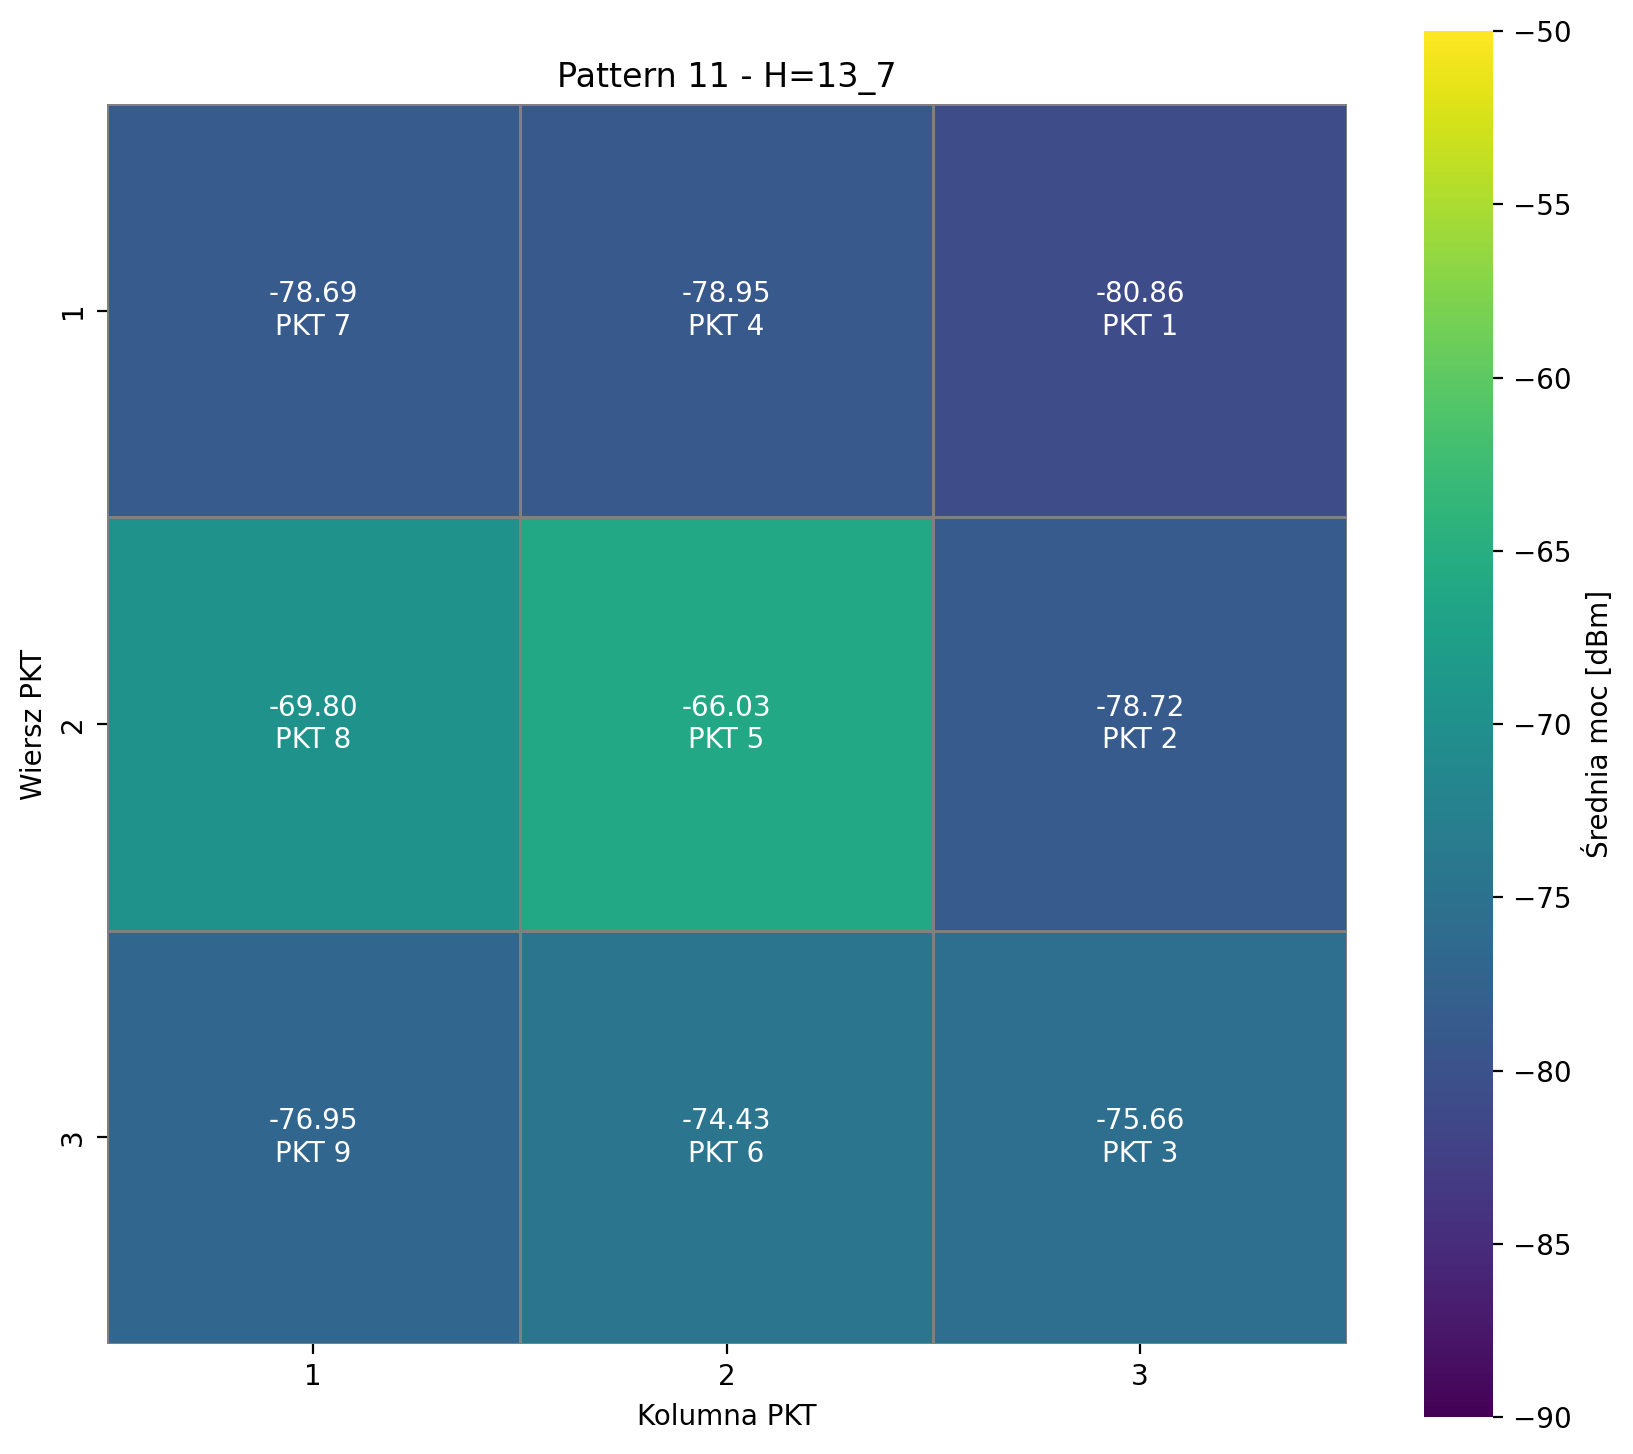 Pattern 11 - H=13_7
-78.69
PKT 7
-78.95
PKT 4
-80.86
PKT 1
-69.80
PKT 8
-66.03
PKT 5
-78.72
PKT 2
-76.95
PKT 9
-74.43
PKT 6
-75.66
PKT 3
1
2
3
Wiersz PKT
1
2
3
Kolumna PKT
−50
−55
−60
−65
−70
−75
−80
−85
−90
Średnia moc [dBm]